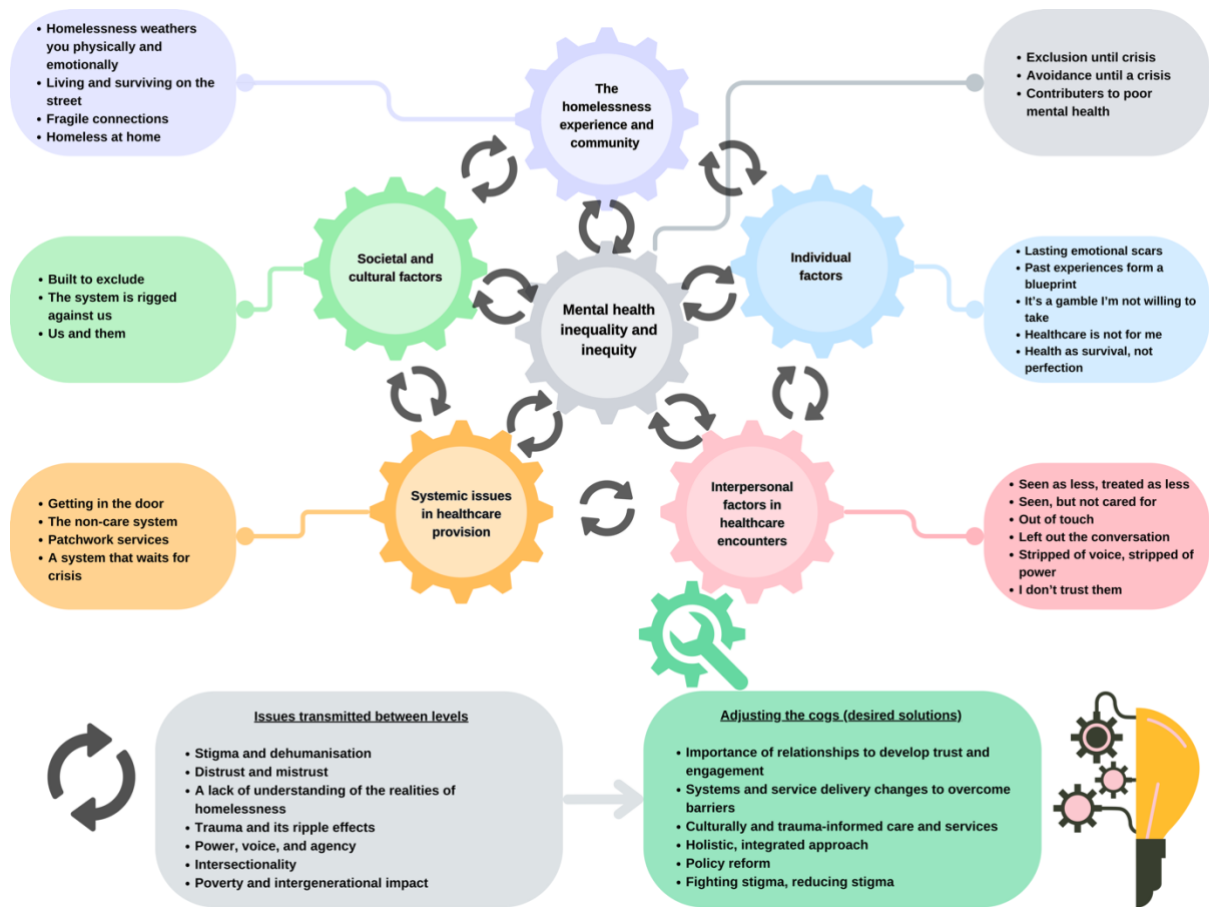 • Homelessness weathers
you physically and
emotionally
• Living and surviving on the
street
• Fragile connections
• Homeless at home
The
homelessness
experience and
community
• Exclusion until crisis
• Avoidance until a crisis
• Contributers to poor
mental health
• Built to exclude
• The system is rigged
against us
• Us and them
Societal and
cultural factors
Mental health
inequality and
inequity
Individual
factors
• Lasting emotional scars
• Past experiences form a
blueprint
• It’s a gamble I’m not willing to
take
• Healthcare is not for me
• Health as survival, not
perfection
• Getting in the door
• The non-care system
• Patchwork services
• A system that waits for
crisis
Systemic issues
in healthcare
provision
Interpersonal
factors in
healthcare
encounters
• Seen as less, treated as less
• Seen, but not cared for
• Out of touch
• Left out the conversation
• Stripped of voice, stripped of
power
• I don’t trust them
Issues transmitted between levels
• Stigma and dehumanisation
• Distrust and mistrust
• A lack of understanding of the realities of
homelessness
• Trauma and its ripple effects
• Power, voice, and agency
• Intersectionality
• Poverty and intergenerational impact
Adjusting the cogs (desired solutions)
• Importance of relationships to develop trust and
engagement
• Systems and service delivery changes to overcome
barriers
• Culturally and trauma-informed care and services
• Holistic, integrated approach
• Policy reform
• Fighting stigma, reducing stigma